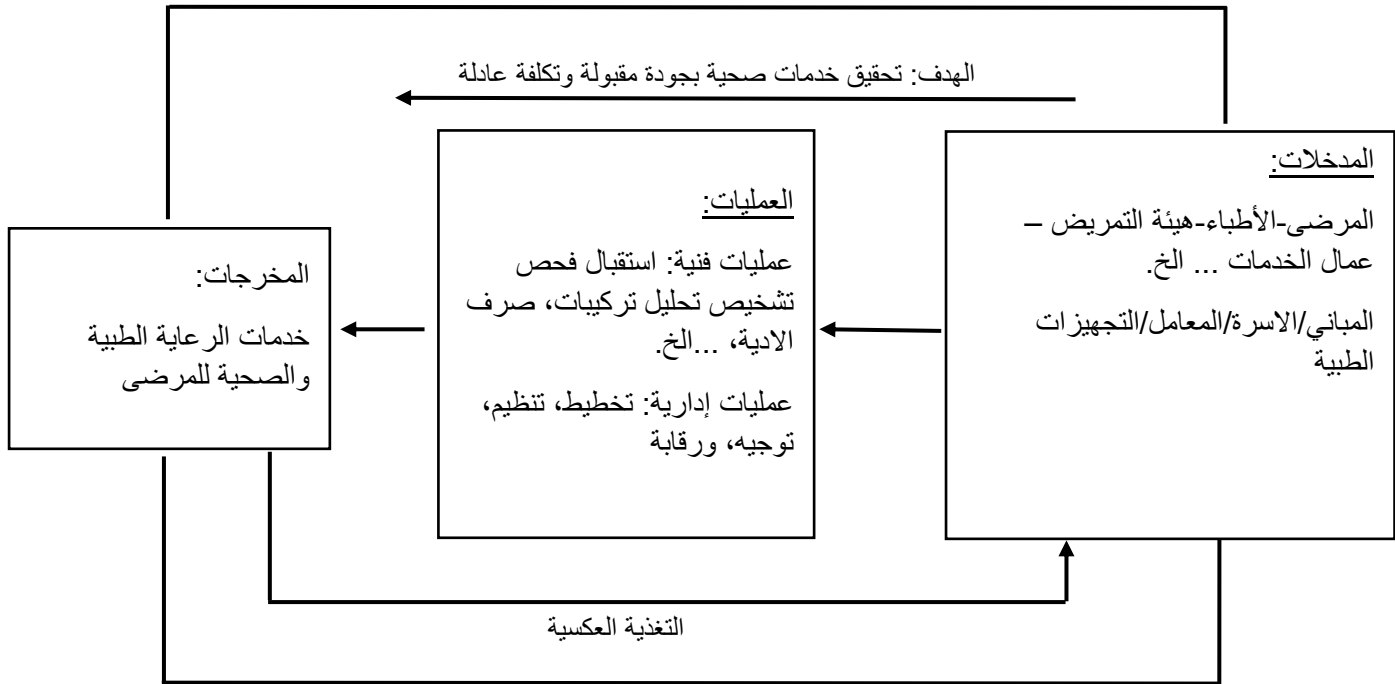 الهدف: تحقيق خدمات صحية بجودة مقبولة وتكلفة عادلة
المدخلات:
المرضى-الأطباء-هيئة التمريض –
عمال الخدمات ... الخ.
المباني/الاسرة/المعامل/التجهيزات
الطبية
العمليات:
عمليات فنية: استقبال فحص
تشخيص تحليل تركيبات، صرف
الادية، ...الخ.
عمليات إدارية: تخطيط، تنظيم،
توجيه، ورقابة
المخرجات:
خدمات الرعاية الطبية
والصحية للمرضى
التغذية العكسية